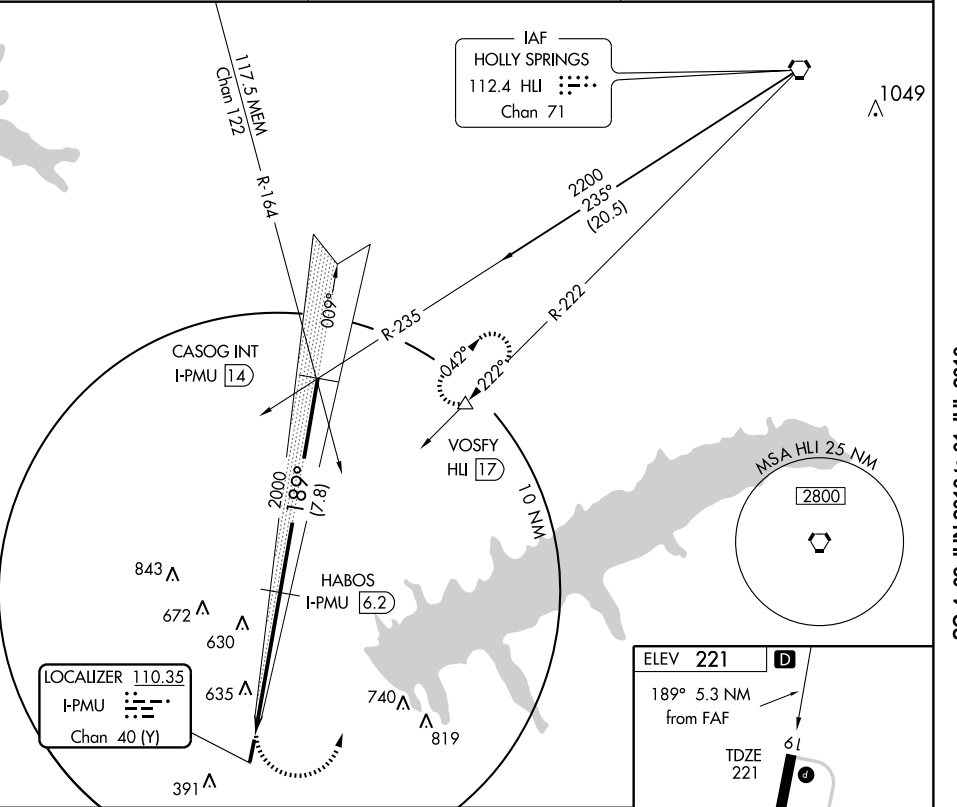 IAF
HOLLY SPRINGS
112.4 HLI
Chan 71
1049
117.5 MEM
Chan 122
R-164
2200
235°
(20.5)
R-222
R-235
009°
042°
222°
CASOG INT
I-PMU 14
VOSFY
HLI 17
10 NM
MSA HLI 25 NM
2800
2000
189°
(7.8)
HABOS
I-PMU 6.2
843
672
630
635
740
819
391
LOCALIZER 110.35
I-PMU
Chan 40 (Y)
ELEV 221 D
189° 5.3 NM
from FAF
TDZE
221
19
P